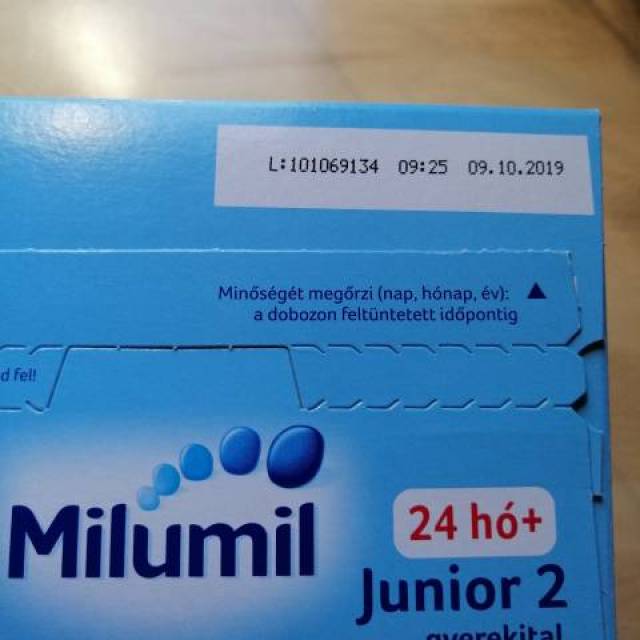 L:101069134 09:25 09.10.2019
Minőségét megőrzi (nap, hónap, év): ▲
a dobozon feltüntetett időpontig
d fel!
Milumil
24 hó+
Junior 2
gyerekital